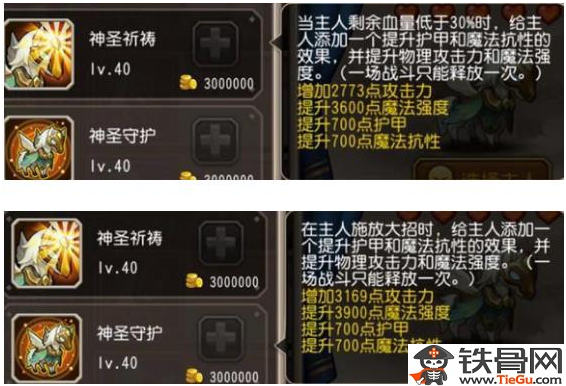 神圣祈祷
lv.40
3000000
神圣守护
lv.40
3000000
当主人剩余血量低于30%时，给主
人添加一个提升护甲和魔法抗性的
效果，并提升物理攻击力和魔法强
度。（一场战斗只能释放一次。）
增加2773点攻击力
提升3600点魔法强度
提升700点护甲
提升700点魔法抗性
神圣祈祷
lv.40
3000000
神圣守护
lv.40
3000000
在主人施放大招时，给主人添加一
个提升护甲和魔法抗性的效果，并
提升物理攻击力和魔法强度。（一
场战斗只能释放一次。）
增加3169点攻击力
提升3900点魔法强度
提升700点护甲
提升700点魔法抗性
铁骨网
www.TieGu.com